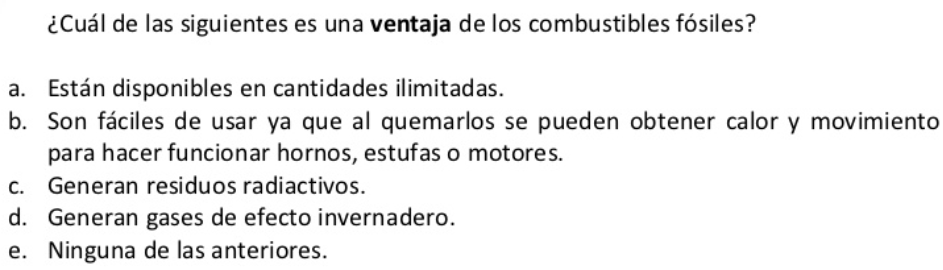 ¿Cuál de las siguientes es una ventaja de los combustibles fósiles?
a. Están disponibles en cantidades ilimitadas.
b. Son fáciles de usar ya que al quemarlos se pueden obtener calor y movimiento
para hacer funcionar hornos, estufas o motores.
c. Generan residuos radiactivos.
d. Generan gases de efecto invernadero.
e. Ninguna de las anteriores.